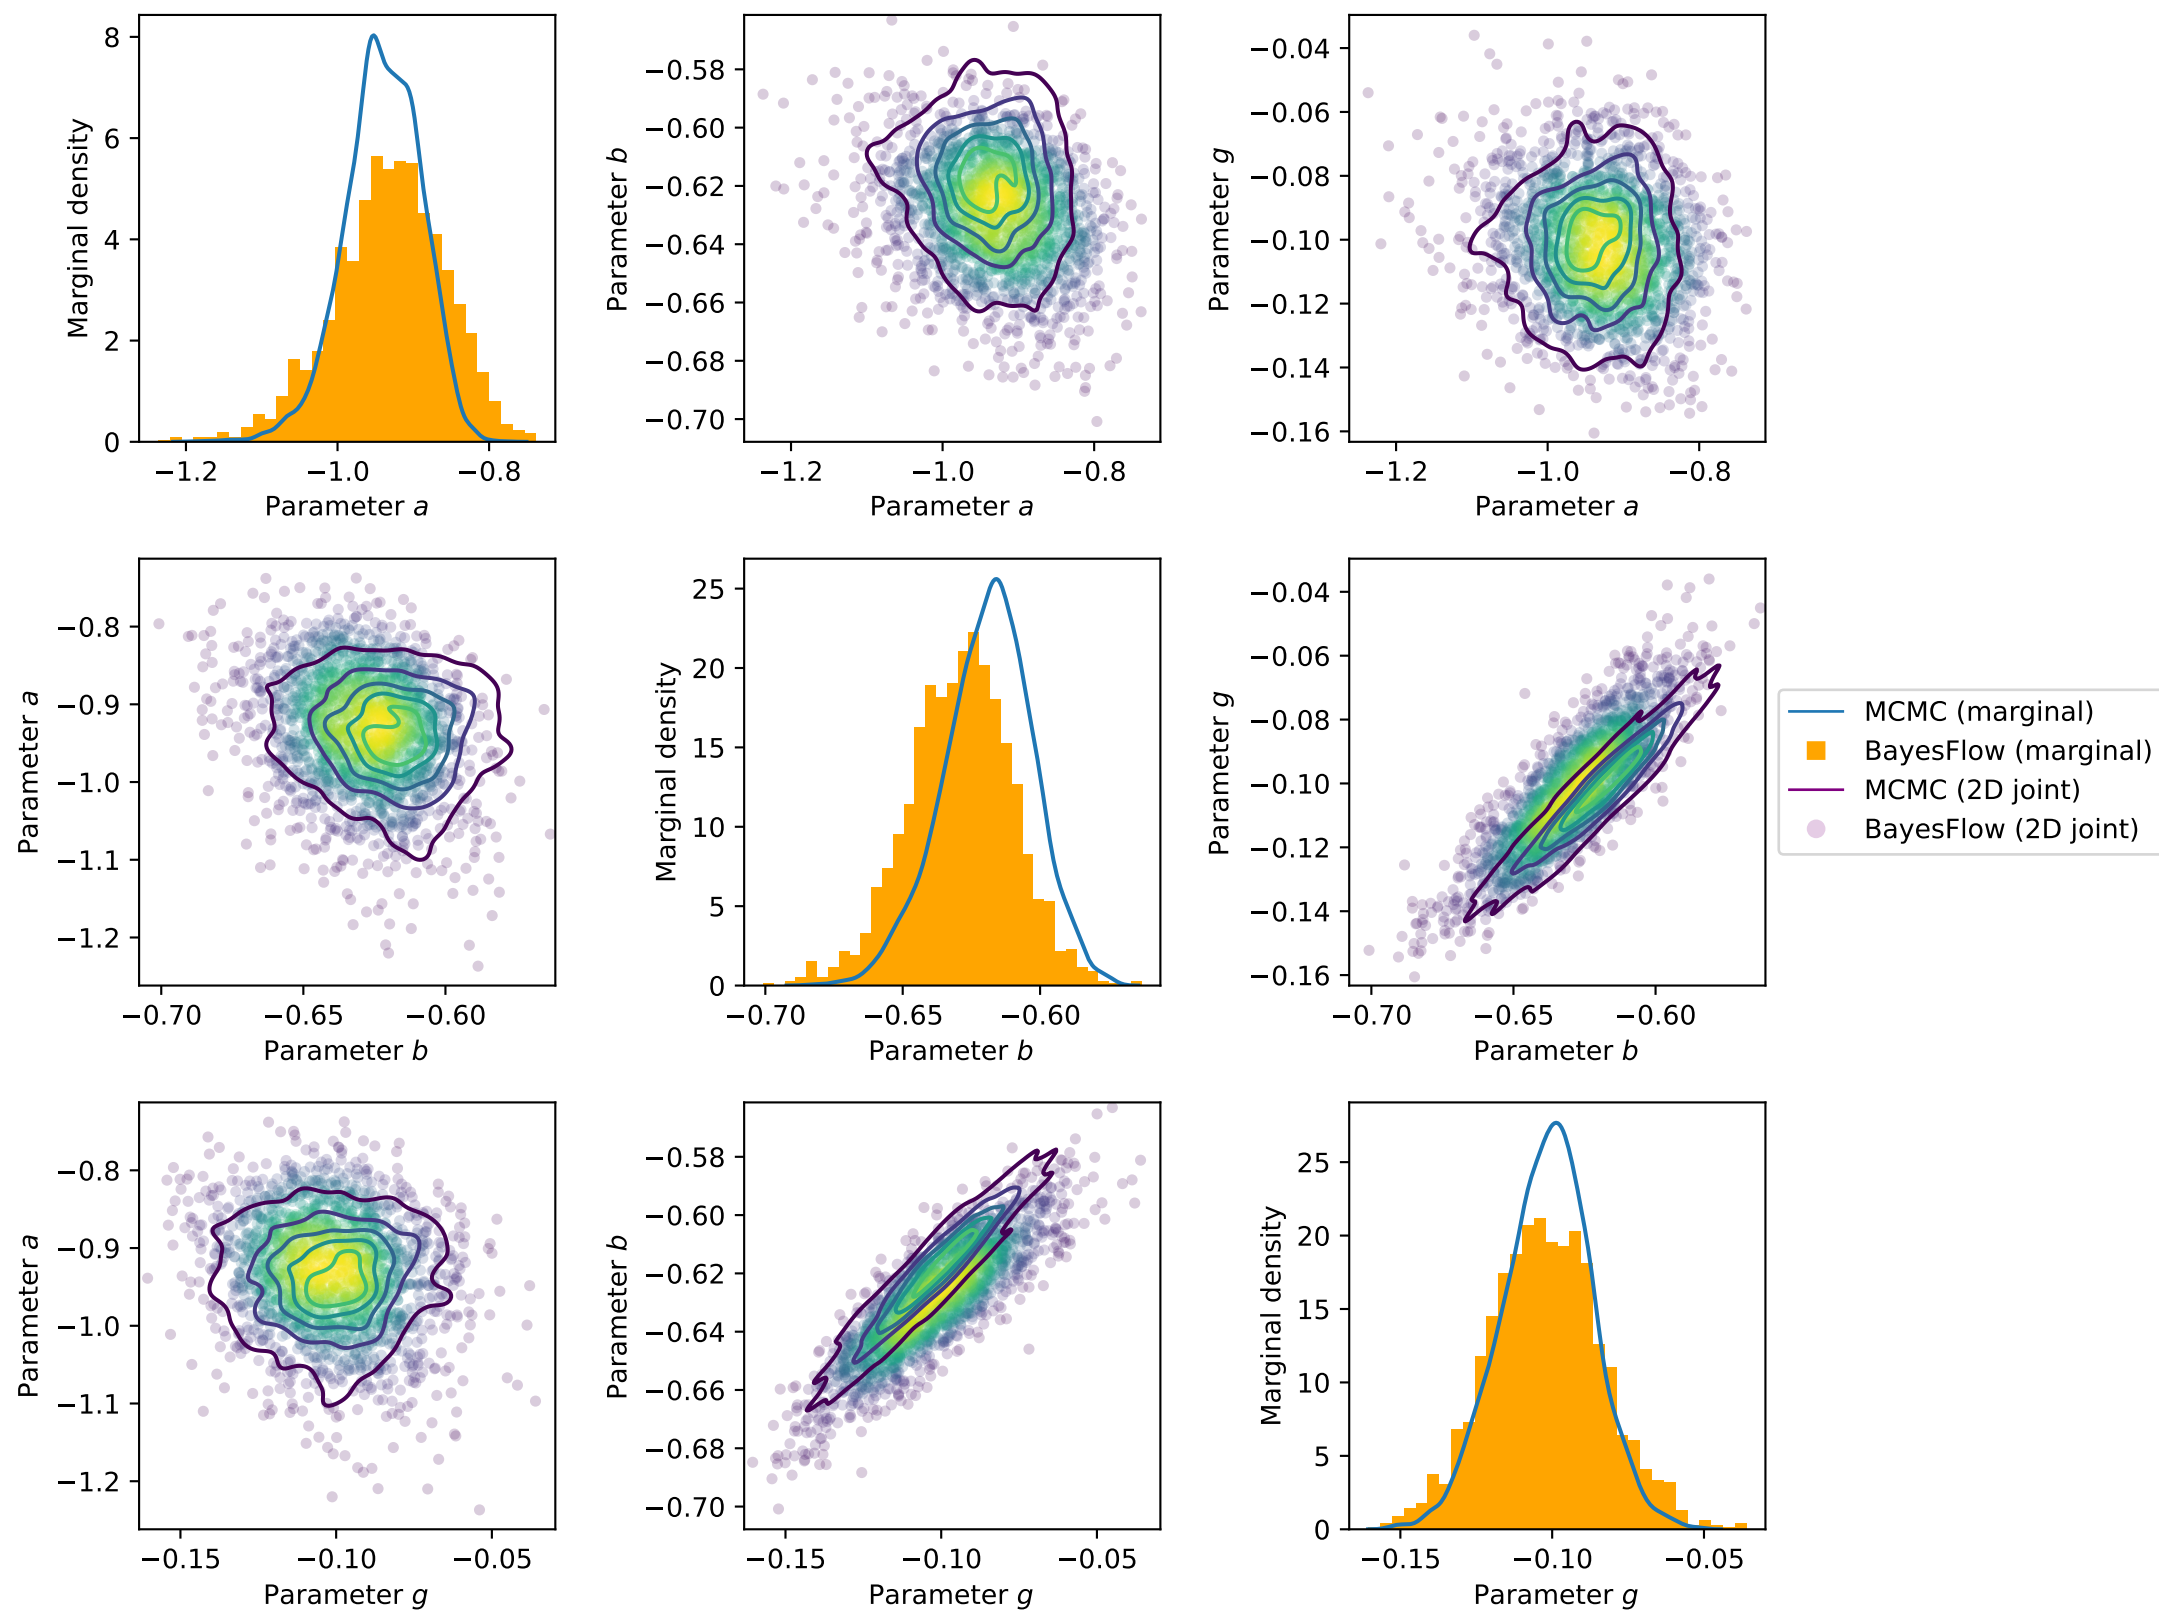 8
6
4
2
0
Marginal density
−1.2 −1.0 −0.8
Parameter a
−0.58
−0.60
−0.62
−0.64
−0.66
−0.68
−0.70
Parameter b
−1.2 −1.0 −0.8
Parameter a
−0.04
−0.06
−0.08
−0.10
−0.12
−0.14
−0.16
Parameter g
−1.2 −1.0 −0.8
Parameter a
−0.8
−0.9
−1.0
−1.1
−1.2
Parameter a
−0.70 −0.65 −0.60
Parameter b
25
20
15
10
5
0
Marginal density
−0.70 −0.65 −0.60
Parameter b
−0.04
−0.06
−0.08
−0.10
−0.12
−0.14
−0.16
Parameter g
−0.70 −0.65 −0.60
Parameter b
MCMC (marginal)
BayesFlow (marginal)
MCMC (2D joint)
BayesFlow (2D joint)
−0.8
−0.9
−1.0
−1.1
−1.2
Parameter a
−0.15 −0.10 −0.05
Parameter g
−0.58
−0.60
−0.62
−0.64
−0.66
−0.68
−0.70
Parameter b
−0.15 −0.10 −0.05
Parameter g
25
20
15
10
5
0
Marginal density
−0.15 −0.10 −0.05
Parameter g